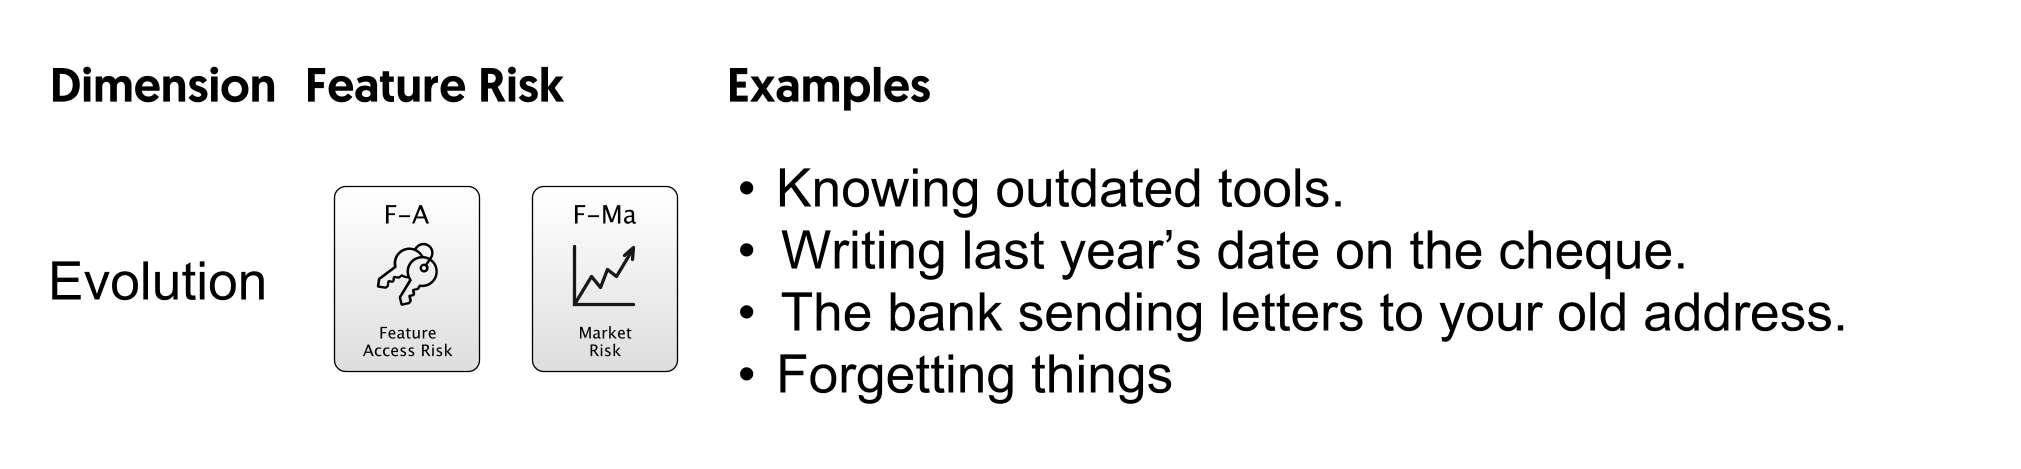 Dimension Feature Risk Examples
Evolution
F-A
Feature
Access Risk
F-Ma
Market
Risk
• Knowing outdated tools.
• Writing last year’s date on the cheque.
• The bank sending letters to your old address.
• Forgetting things